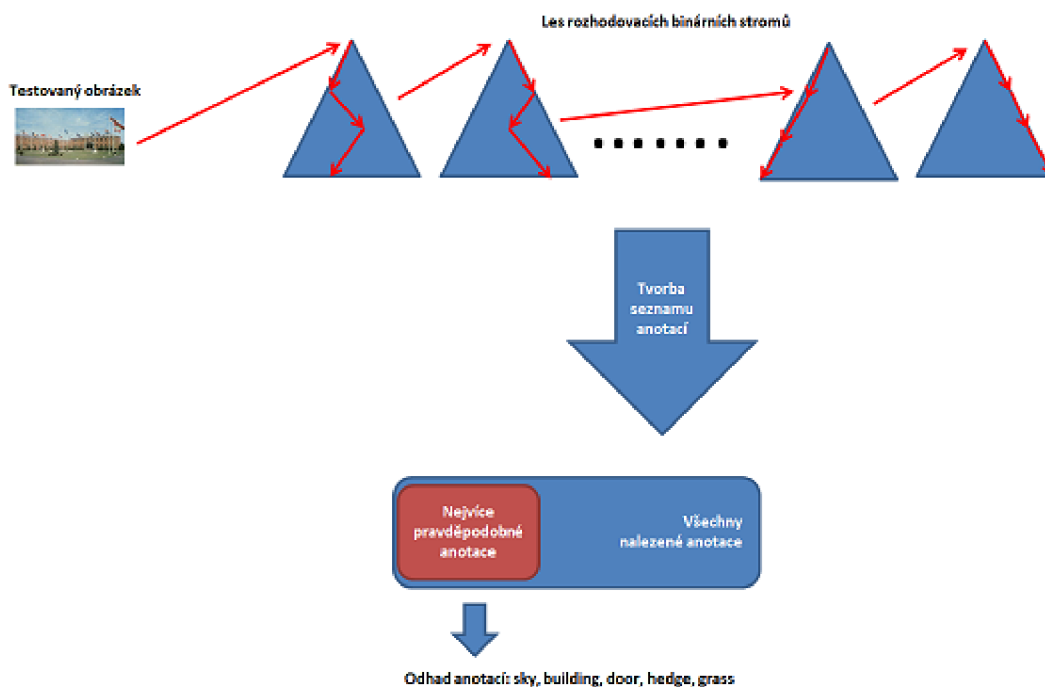 Les rozhodovacích binárních stromů
Testovaný obrázek
Tvorba
seznamu
anotací
Nejvíce
pravděpodobné
anotace
Všechny
nalezené anotace
Odhad anotací: sky, building, door, hedge, grass